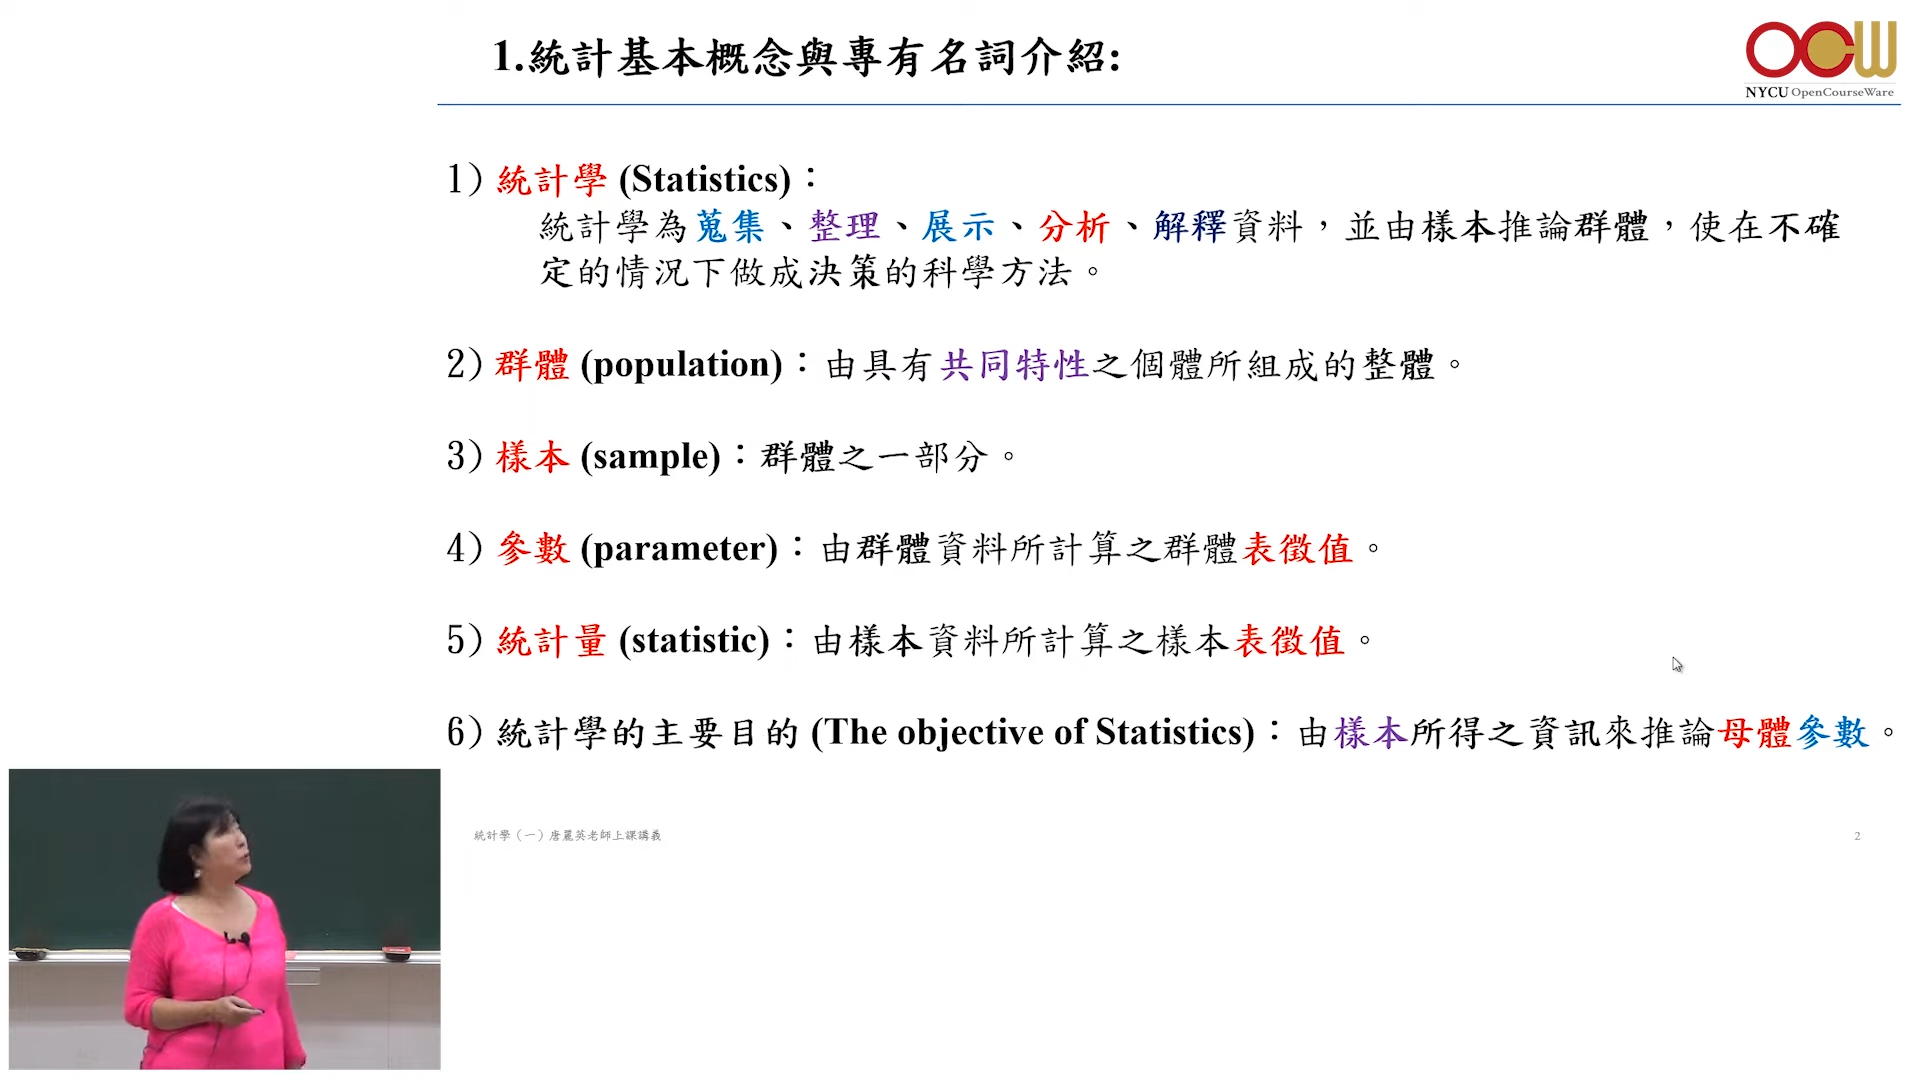 1.統計基本概念與專有名詞介紹:
OCW
NYCU OpenCourseWare
1) 統計學 (Statistics)：
統計學為蒐集、整理、展示、分析、解釋資料，並由樣本推論群體，使在不確
定的情況下做成決策的科學方法。
2) 群體 (population)：由具有共同特性之個體所組成的整體。
3) 樣本 (sample)：群體之一部分。
4) 參數 (parameter)：由群體資料所計算之群體表徵值。
5) 統計量 (statistic)：由樣本資料所計算之樣本表徵值。
6) 統計學的主要目的 (The objective of Statistics)：由樣本所得之資訊來推論母體參數。
統計學（一）唐麗英老師上課講義
2